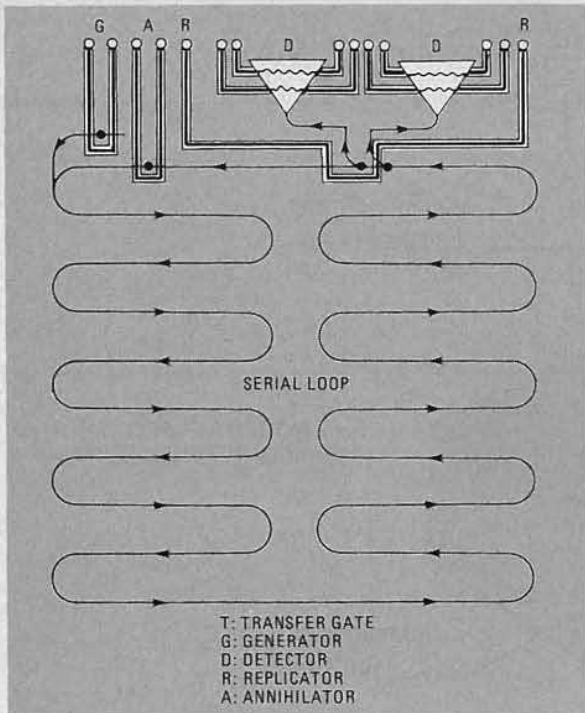 G A R D D R
SERIAL LOOP
T: TRANSFER GATE
G: GENERATOR
D: DETECTOR
R: REPLICATOR
A: ANNIHILATOR